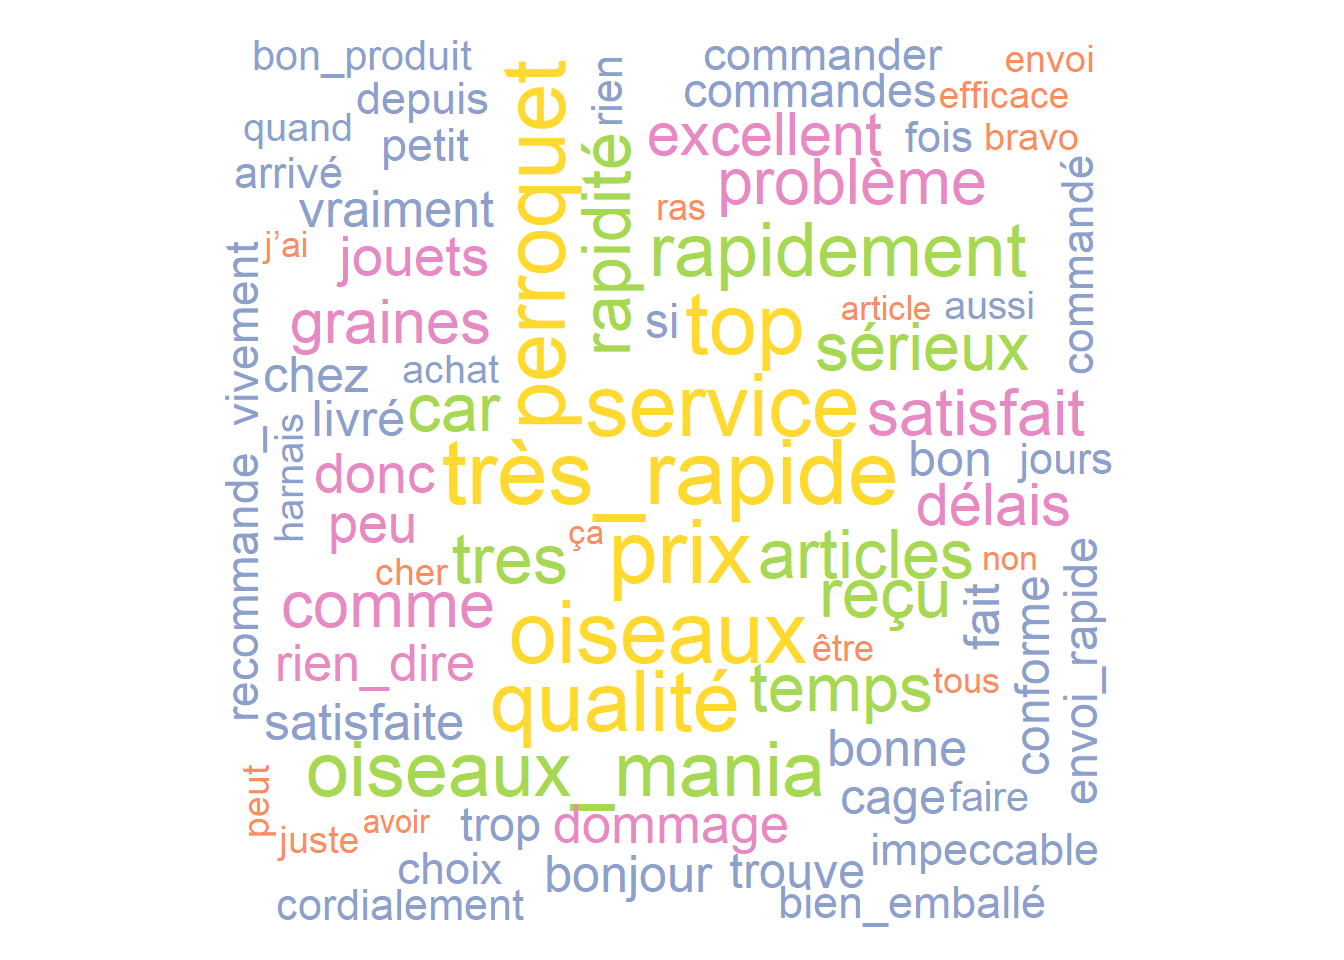 bon_produit
commander
envoi
depuis
rien
commandes
efficace
quand
petit
perroquet
rapidité
excellent
fois
bravo
arrivé
problème
commandé
vraiment
ras
j’ai
jouets
rapidement
graines
si
top
article
aussi
sérieux
recommande_vivement
chez
achat
harnais
livré
car
service
satisfait
donc
très_rapide
bon
jours
peu
délais
ça
cher
tres
prix
articles
non
comme
reçu
fait
conforme
envoi_rapide
rien_dire
oiseaux
être
satisfaite
qualité
temps
tous
oiseaux_mania
bonne
peut
cage
faire
juste
avoir
trop
dommage
choix
bonjour
trouve
impeccable
cordialement
bien_emballé